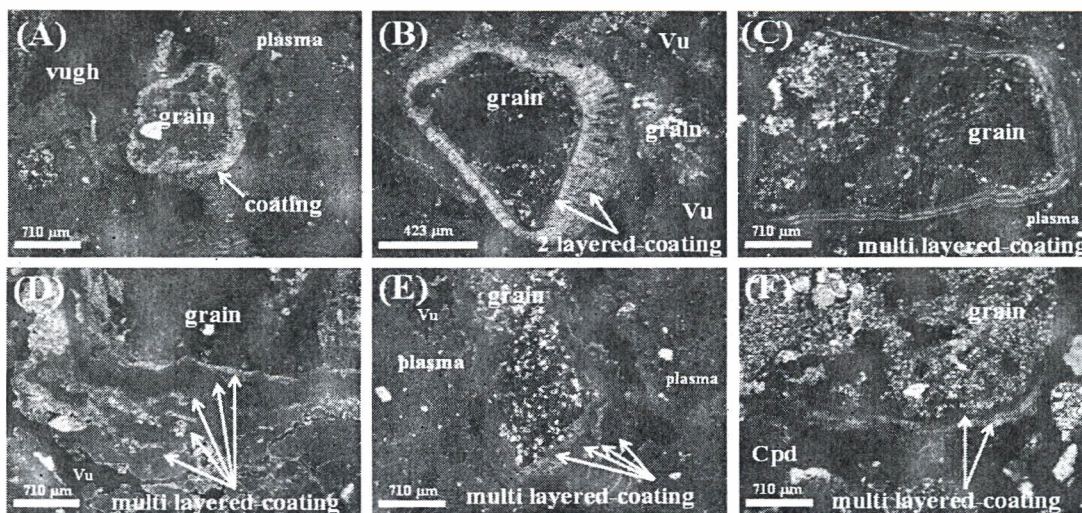 (A)
plasma
vugh
grain
coating
710 µm
(B)
Vu
grain
grain
Vu
423 µm
2 layered-coating
(C)
grain
plasma
710 µm
multi layered-coating
(D)
grain
Vu
710 µm
multi layered-coating
(E)
grain
Vu
plasma
plasma
710 µm
multi layered-coating
(F)
grain
Cpd
710 µm
multi layered-coating